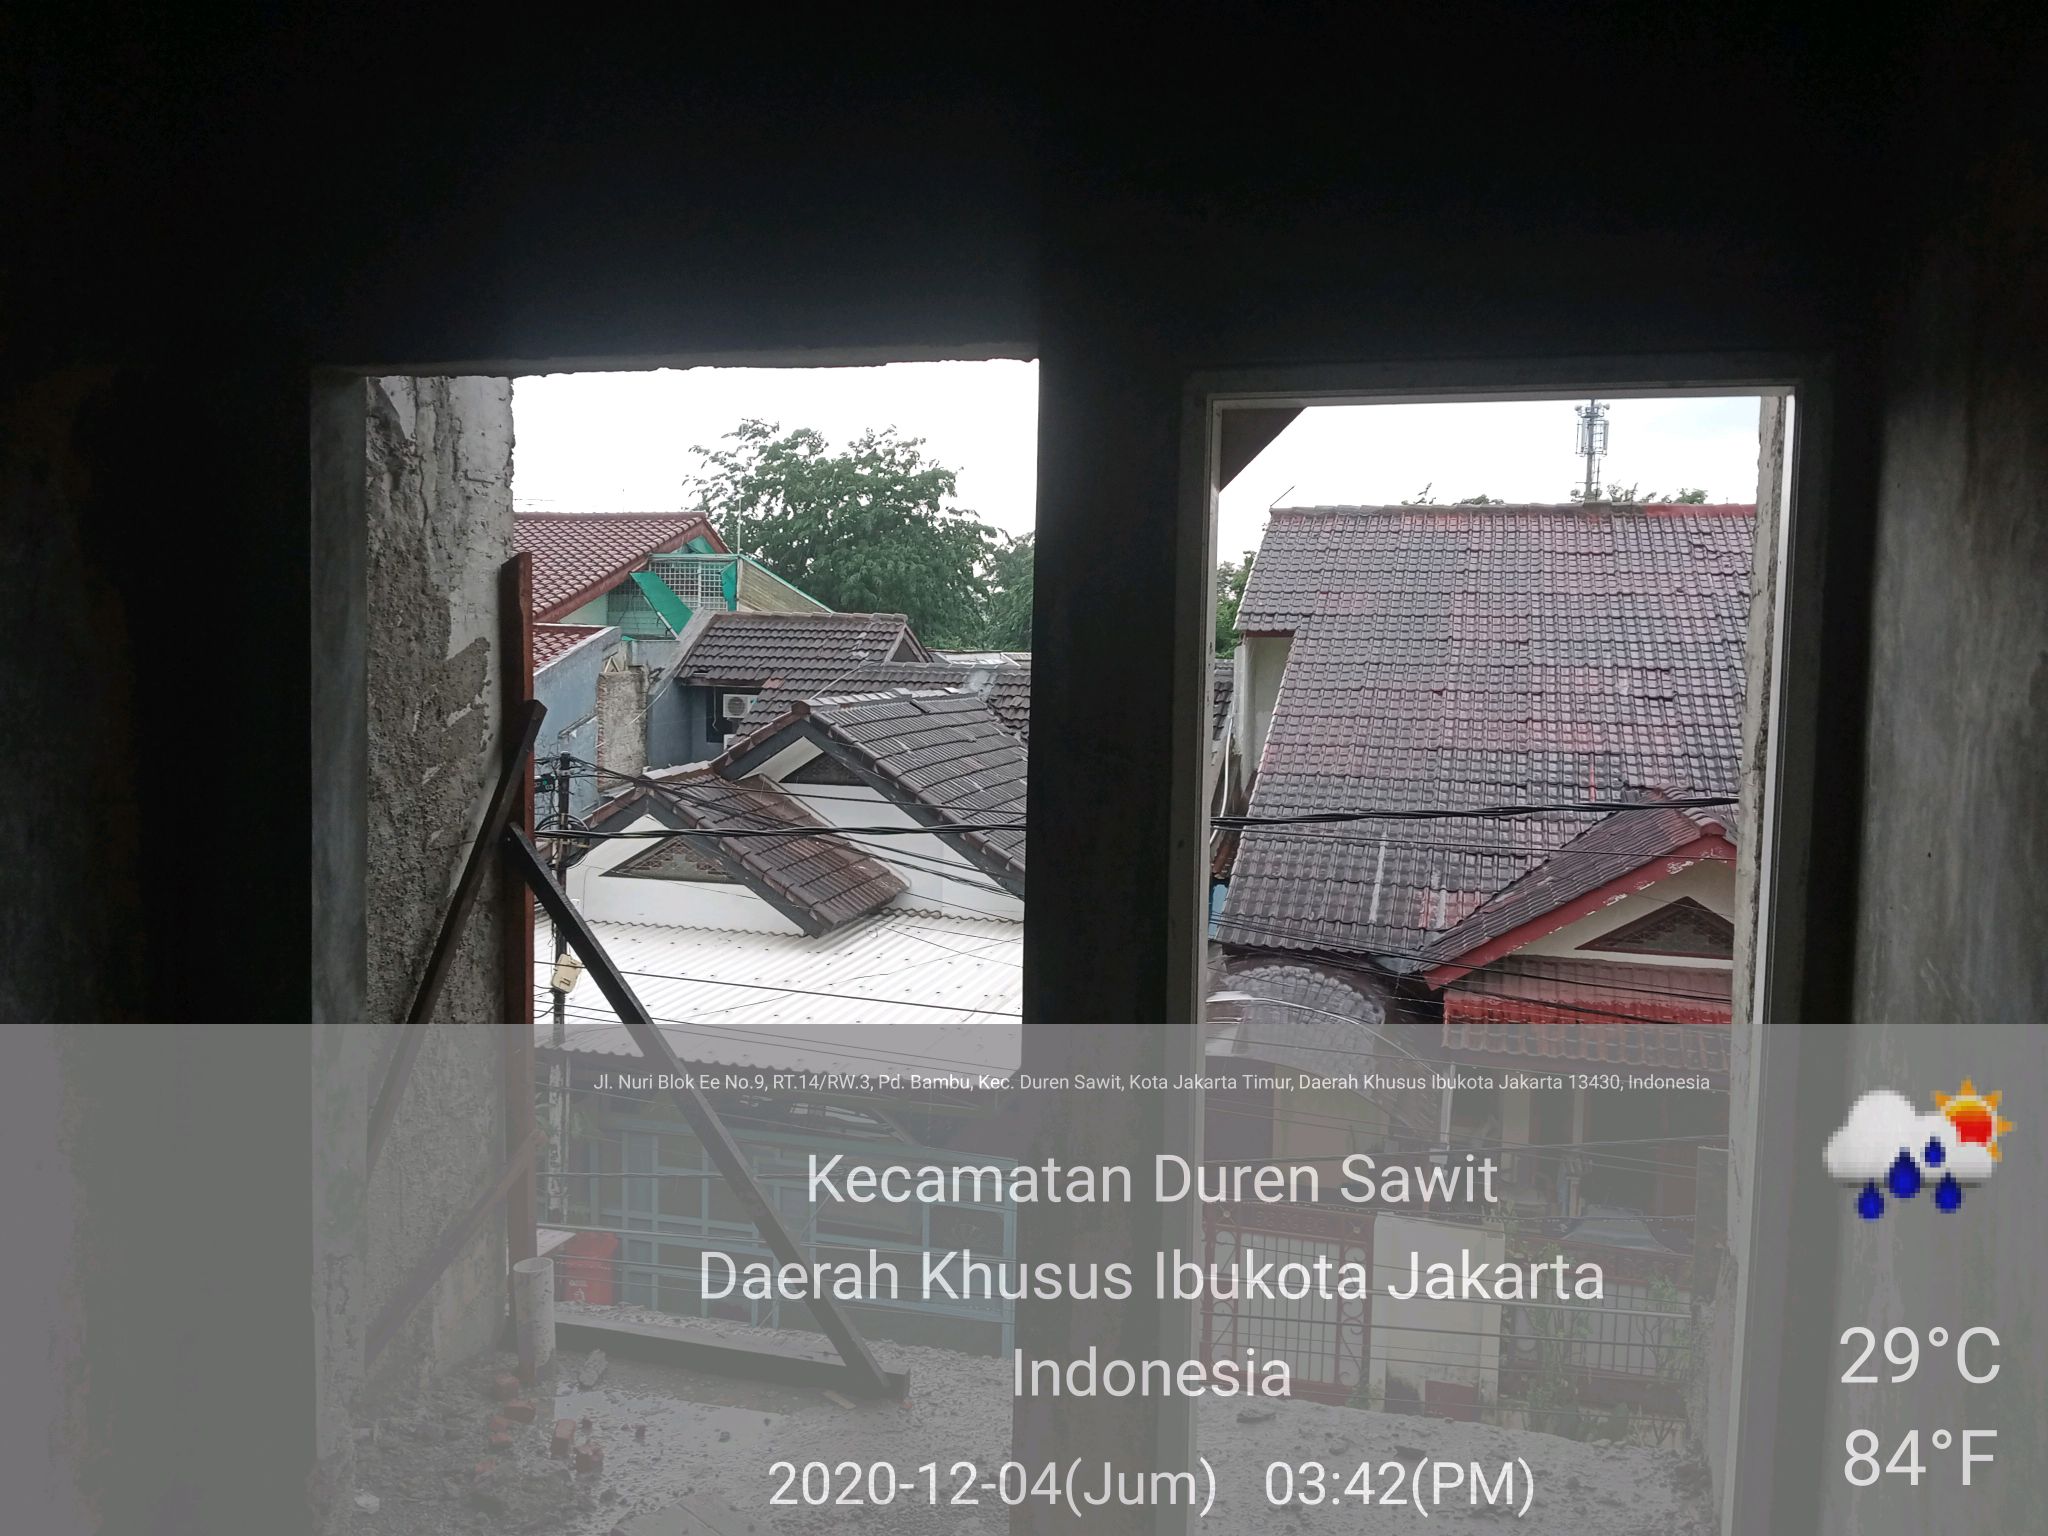 Jl. Nuri Blok Ee No.9, RT.14/RW.3, Pd. Bambu, Kec. Duren Sawit, Kota Jakarta Timur, Daerah Khusus Ibukota Jakarta 13430, Indonesia
Kecamatan Duren Sawit
Daerah Khusus Ibukota Jakarta
Indonesia
2020-12-04(Jum) 03:42(PM)
29°C
84°F